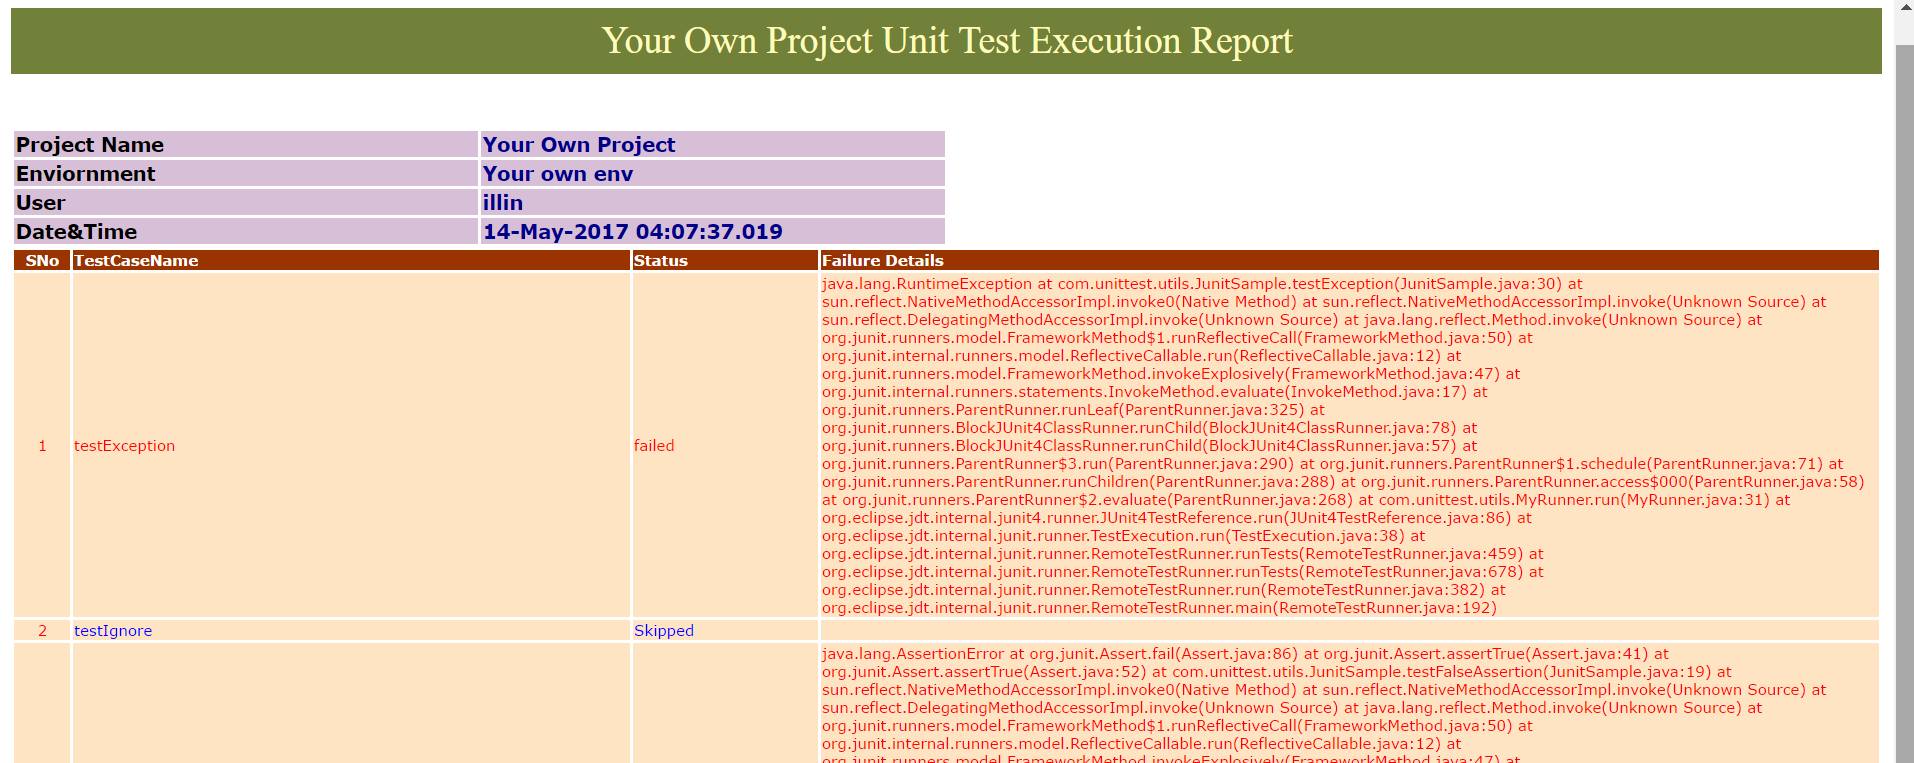 Your Own Project Unit Test Execution Report
Project Name Your Own Project
Enviornment Your own env
User illin
Date&Time 14-May-2017 04:07:37.019
SNo TestCaseName Status Failure Details
java.lang.RuntimeException at com.unittest.utils.JunitSample.testException(JunitSample.java:30) at
sun.reflect.NativeMethodAccessorImpl.invoke0(Native Method) at sun.reflect.NativeMethodAccessorImpl.invoke(Unknown Source) at
sun.reflect.DelegatingMethodAccessorImpl.invoke(Unknown Source) at java.lang.reflect.Method.invoke(Unknown Source) at
org.junit.runners.model.FrameworkMethod$1.runReflectiveCall(FrameworkMethod.java:50) at
org.junit.internal.runners.model.ReflectiveCallable.run(ReflectiveCallable.java:12) at
org.junit.runners.model.FrameworkMethod.invokeExplosively(FrameworkMethod.java:47) at
org.junit.internal.runners.statements.InvokeMethod.evaluate(InvokeMethod.java:17) at
org.junit.runners.ParentRunner.runLeaf(ParentRunner.java:325) at
org.junit.runners.BlockJUnit4ClassRunner.runChild(BlockJUnit4ClassRunner.java:78) at
1 testException failed org.junit.runners.BlockJUnit4ClassRunner.runChild(BlockJUnit4ClassRunner.java:57) at
org.junit.runners.ParentRunner$3.run(ParentRunner.java:290) at org.junit.runners.ParentRunner$1.schedule(ParentRunner.java:71) at
org.junit.runners.ParentRunner.runChildren(ParentRunner.java:288) at org.junit.runners.ParentRunner.access$000(ParentRunner.java:58)
at org.junit.runners.ParentRunner$2.evaluate(ParentRunner.java:268) at com.unittest.utils.MyRunner.run(MyRunner.java:31) at
org.eclipse.jdt.internal.junit4.runner.JUnit4TestReference.run(JUnit4TestReference.java:86) at
org.eclipse.jdt.internal.junit.runner.TestExecution.run(TestExecution.java:38) at
org.eclipse.jdt.internal.junit.runner.RemoteTestRunner.runTests(RemoteTestRunner.java:459) at
org.eclipse.jdt.internal.junit.runner.RemoteTestRunner.runTests(RemoteTestRunner.java:678) at
org.eclipse.jdt.internal.junit.runner.RemoteTestRunner.run(RemoteTestRunner.java:382) at
org.eclipse.jdt.internal.junit.runner.RemoteTestRunner.main(RemoteTestRunner.java:192)
2 testIgnore Skipped
java.lang.AssertionError at org.junit.Assert.fail(Assert.java:86) at org.junit.Assert.assertTrue(Assert.java:41) at
org.junit.Assert.assertTrue(Assert.java:52) at com.unittest.utils.JunitSample.testFalseAssertion(JunitSample.java:19) at
sun.reflect.NativeMethodAccessorImpl.invoke0(Native Method) at sun.reflect.NativeMethodAccessorImpl.invoke(Unknown Source) at
sun.reflect.DelegatingMethodAccessorImpl.invoke(Unknown Source) at java.lang.reflect.Method.invoke(Unknown Source) at
org.junit.runners.model.FrameworkMethod$1.runReflectiveCall(FrameworkMethod.java:50) at
org.junit.internal.runners.model.ReflectiveCallable.run(ReflectiveCallable.java:12) at
org.junit.runners.model.FrameworkMethod.invokeExplosively(FrameworkMethod.java:47) at